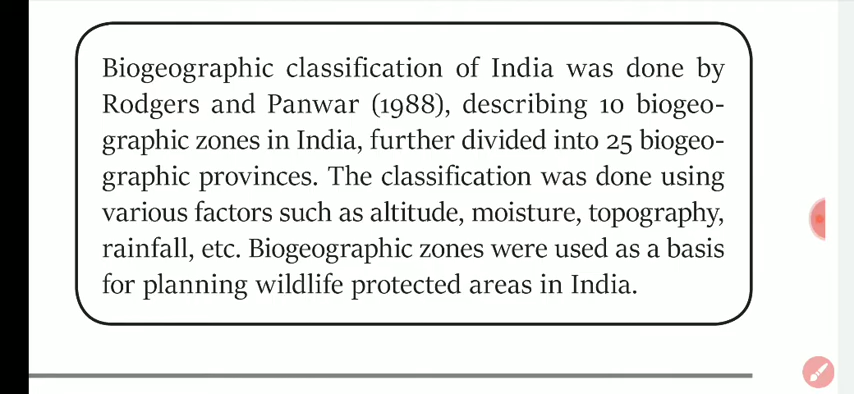 Biogeographic classification of India was done by
Rodgers and Panwar (1988), describing 10 biogeo-
graphic zones in India, further divided into 25 biogeo-
graphic provinces. The classification was done using
various factors such as altitude, moisture, topography,
rainfall, etc. Biogeographic zones were used as a basis
for planning wildlife protected areas in India.